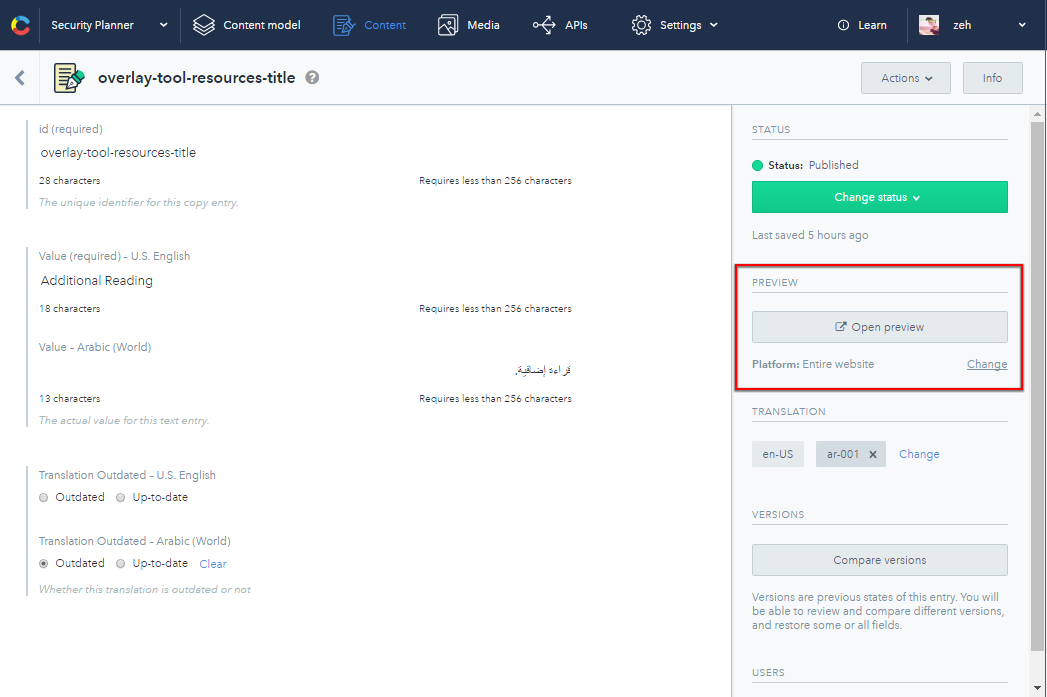 Security Planner
Content model
Content
Media
APIs
Settings
Learn
zeh
overlay-tool-resources-title ?
Actions
Info
id (required)
overlay-tool-resources-title
28 characters Requires less than 256 characters
The unique identifier for this copy entry.
Value (required) – U.S. English
Additional Reading
18 characters Requires less than 256 characters
Value – Arabic (World)
قراءة إضافية.
13 characters Requires less than 256 characters
The actual value for this text entry.
Translation Outdated – U.S. English
Outdated Up-to-date
Translation Outdated – Arabic (World)
Outdated Up-to-date Clear
Whether this translation is outdated or not
STATUS
Status: Published
Change status
Last saved 5 hours ago
PREVIEW
Open preview
Platform: Entire website Change
TRANSLATION
en-US ar-001 Change
VERSIONS
Compare versions
Versions are previous states of this entry. You will
be able to review and compare different versions,
and restore some or all fields.
USERS